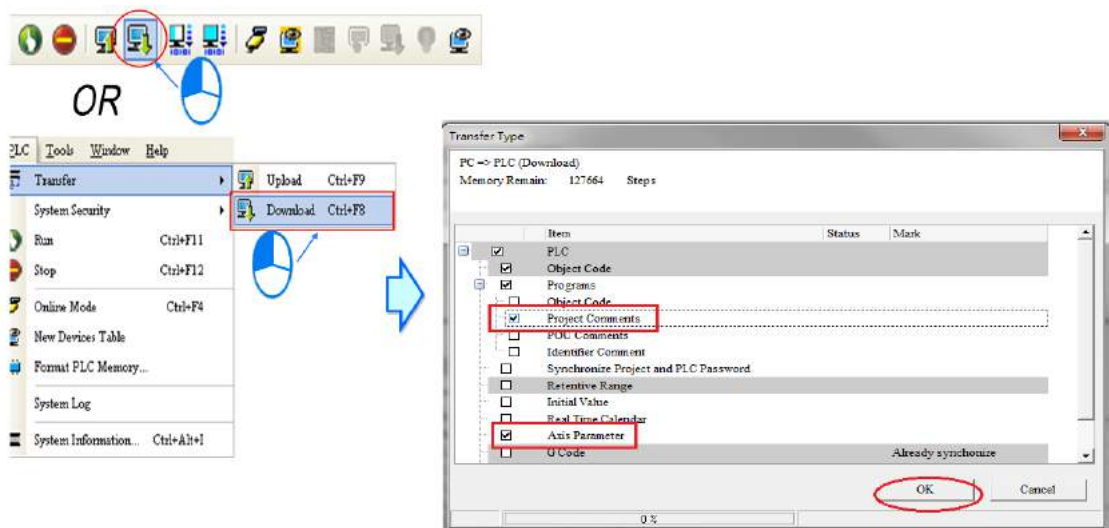 OR
PLC Tools Window Help
Transfer
System Security
Run Ctrl+F11
Stop Ctrl+F12
Online Mode Ctrl+F4
New Devices Table
Format PLC Memory...
System Log
System Information... Ctrl+Alt+I
Upload Ctrl+F9
Download Ctrl+F8
Transfer Type
PC => PLC (Download)
Memory Remain: 127664 Steps
Item Status Mark
PLC
Object Code
Programs
Object Code
Project Comments
POU Comments
Identifier Comment
Synchronize Project and PLC Password
Retentive Range
Initial Value
Real Time Calendar
Axis Parameter
G Code Already synchonize
OK Cancel
0 %